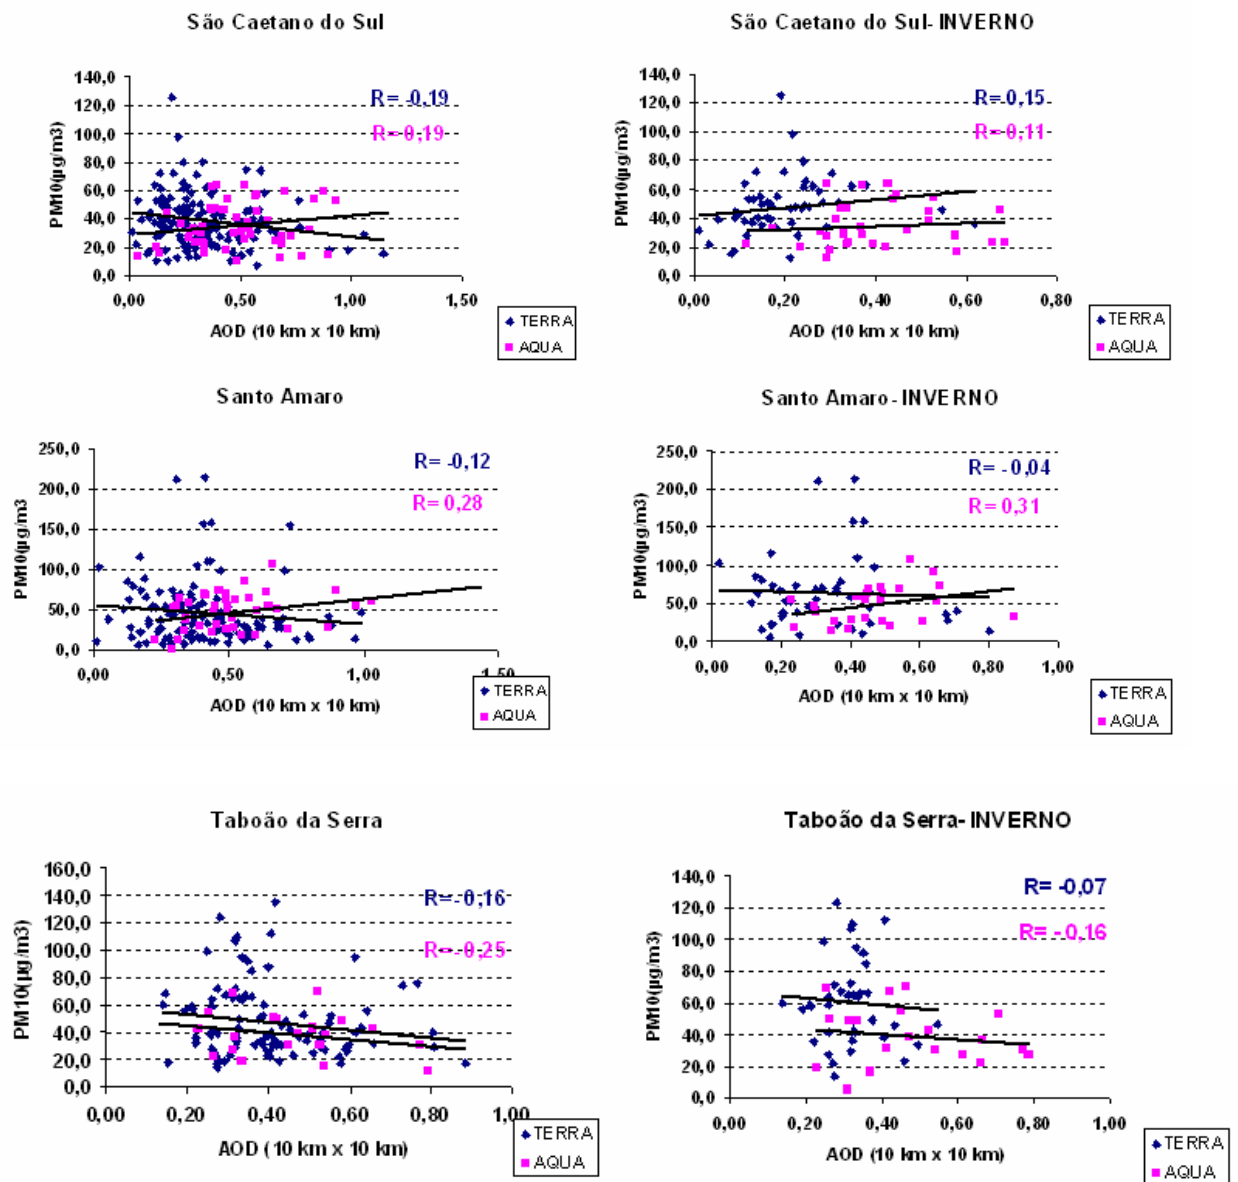 São Caetano do Sul
140,0
120,0
100,0
80,0
60,0
40,0
20,0
0,0
PM10(µg/m3)
R= -0,19
R= 0,19
0,00 0,50 1,00 1,50
AOD (10 km x 10 km)
TERRA
AQUA
São Caetano do Sul- INVERNO
140,0
120,0
100,0
80,0
60,0
40,0
20,0
0,0
PM10(µg/m3)
R= 0,15
R= 0,11
0,00 0,20 0,40 0,60 0,80
AOD (10 km x 10 km)
TERRA
AQUA
Santo Amaro
250,0
200,0
150,0
100,0
50,0
0,0
PM10(µg/m3
R= -0,12
R= 0,28
0,00 0,50 1,00 1,50
AOD (10 km x 10 km)
TERRA
AQUA
Santo Amaro- INVERNO
250,0
200,0
150,0
100,0
50,0
0,0
PM10(µg/m3)
R= - 0,04
R= 0,31
0,00 0,20 0,40 0,60 0,80 1,00
AOD (10 km x 10 km)
TERRA
AQUA
Taboão da Serra
160,0
140,0
120,0
100,0
80,0
60,0
40,0
20,0
0,0
PM10(µg/m3)
R= -0,16
R= -0,25
0,00 0,20 0,40 0,60 0,80 1,00
AOD (10 km x 10 km)
TERRA
AQUA
Taboão da Serra- INVERNO
140,0
120,0
100,0
80,0
60,0
40,0
20,0
0,0
PM10(µg/m3)
R= -0,07
R= - 0,16
0,00 0,20 0,40 0,60 0,80 1,00
AOD (10 km x 10 km)
TERRA
AQUA